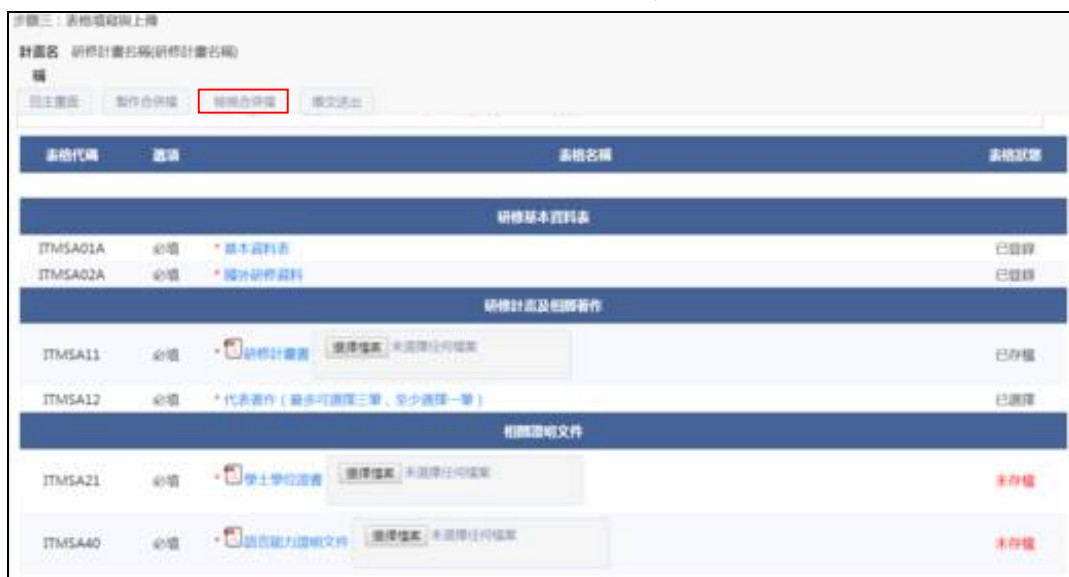 步驟三：表格填寫與上傳
計畫名 研修計畫名稱(研修計畫名稱)
稱
回主畫面 製作合併檔 檢視合併檔 繳交送出
表格代碼 選項 表格名稱 表格狀態
研修基本資料表
ITMSA01A 必填 * 基本資料表 已登錄
ITMSA02A 必填 * 國外研修資料 已登錄
研修計畫及相關著作
ITMSA11 必填 * 研修計畫書 選擇檔案 未選擇任何檔案 已存檔
ITMSA12 必填 * 代表著作 ( 最多可選擇三筆，至少選擇一筆 ) 已選擇
相關證明文件
ITMSA21 必填 * 學士學位證書 選擇檔案 未選擇任何檔案 未存檔
ITMSA40 必填 * 語言能力證明文件 選擇檔案 未選擇任何檔案 未存檔